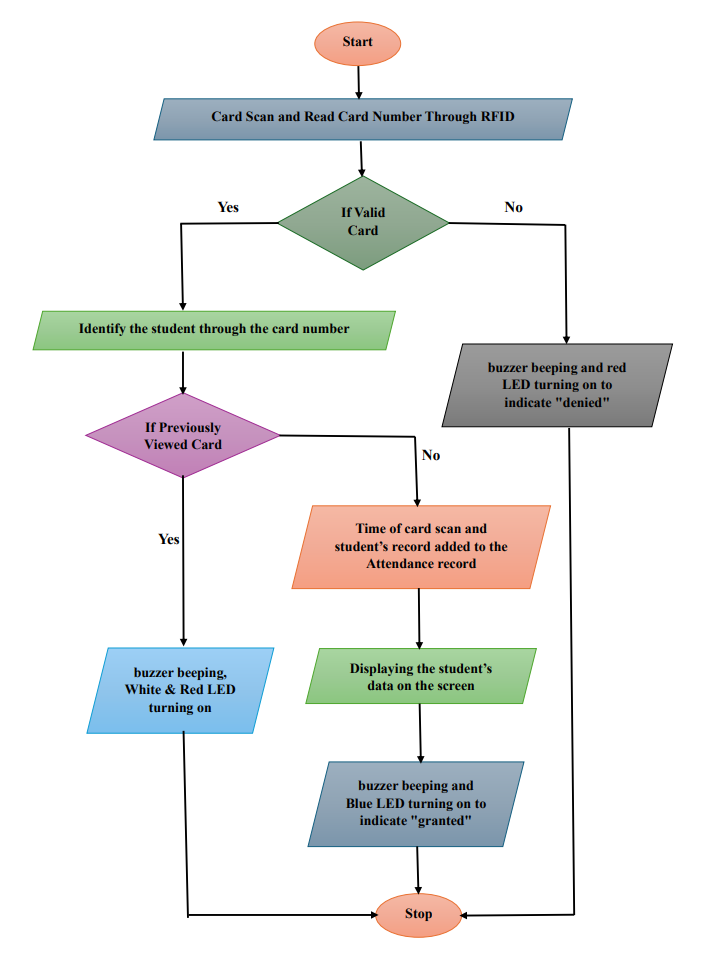 Start
Card Scan and Read Card Number Through RFID
If Valid
Card
Yes
No
Identify the student through the card number
buzzer beeping and red
LED turning on to
indicate "denied"
If Previously
Viewed Card
No
Yes
Time of card scan and
student’s record added to the
Attendance record
buzzer beeping,
White & Red LED
turning on
Displaying the student’s
data on the screen
buzzer beeping and
Blue LED turning on to
indicate "granted"
Stop